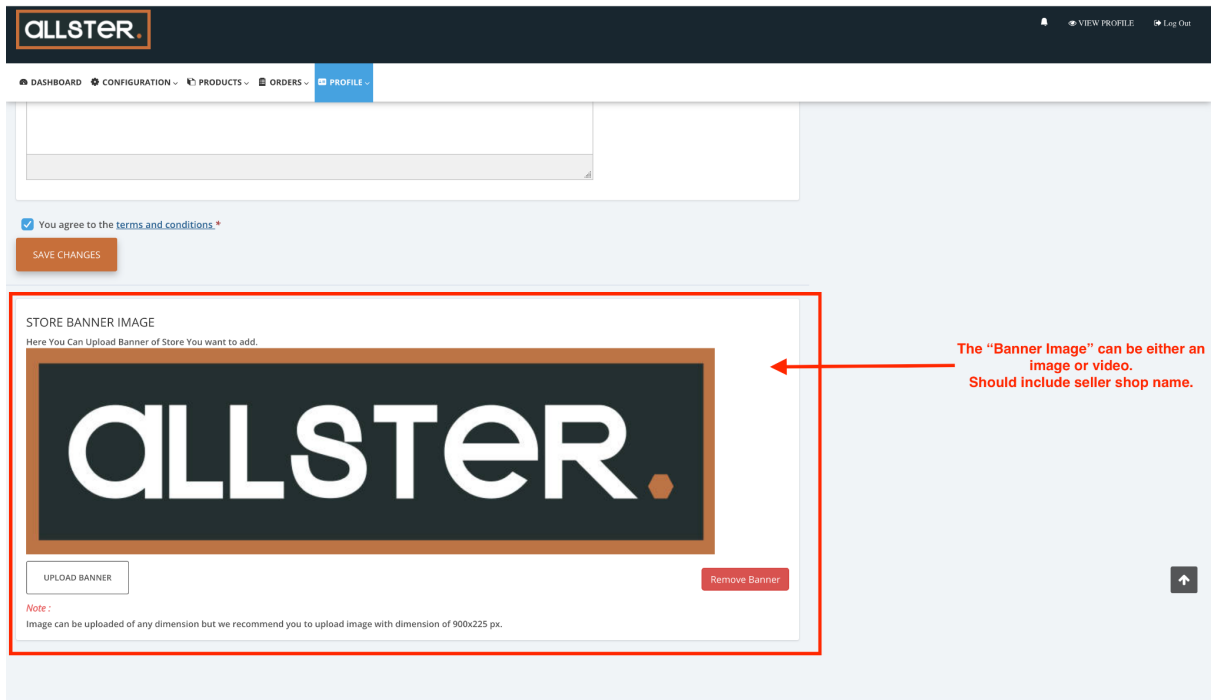 ALLSTER.
VIEW PROFILE Log Out
DASHBOARD CONFIGURATION PRODUCTS ORDERS PROFILE
You agree to the terms and conditions *
SAVE CHANGES
STORE BANNER IMAGE
Here You Can Upload Banner of Store You want to add.
The “Banner Image” can be either an
image or video.
Should include seller shop name.
ALLSTER.
UPLOAD BANNER
Remove Banner
Note :
Image can be uploaded of any dimension but we recommend you to upload image with dimension of 900x225 px.